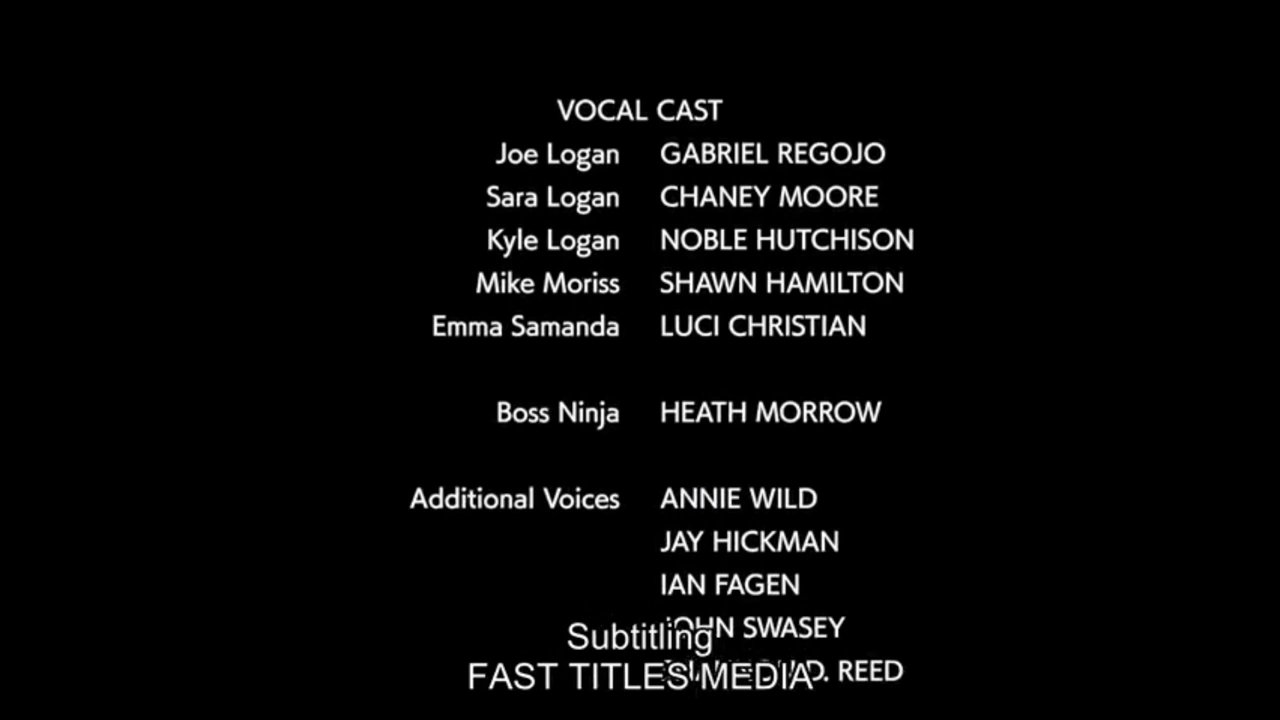 VOCAL CAST
Joe Logan GABRIEL REGOJO
Sara Logan CHANEY MOORE
Kyle Logan NOBLE HUTCHISON
Mike Moriss SHAWN HAMILTON
Emma Samanda LUCI CHRISTIAN
Boss Ninja HEATH MORROW
Additional Voices ANNIE WILD
JAY HICKMAN
IAN FAGEN
JOHN SWASEY
D. REED
Subtitling
FAST TITLES MEDIA